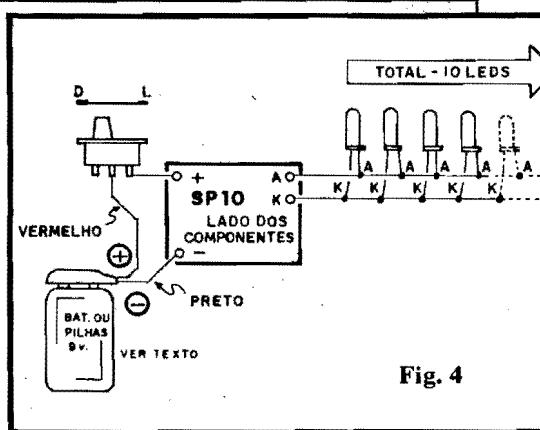 TOTAL - 10 LEDS
D L
A A A A A
K K K K K
+ A
SP10 K
LADO DOS
COMPONENTES
-
VERMELHO
+
-
PRETO
BAT. OU
PILHAS
9v.
VER TEXTO
Fig. 4